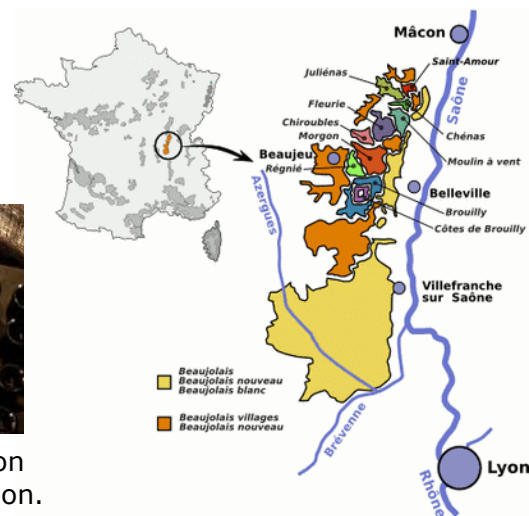 Mâcon
Saint-Amour
Juliénas
Saône
Fleurie
Chiroubles
Morgon
Chénas
Beaujeu
Régnié
Moulin à vent
Azergues
Belleville
Brouilly
Côtes de Brouilly
Villefranche
sur Saône
Beaujolais
Beaujolais nouveau
Beaujolais blanc
Beaujolais villages
Beaujolais nouveau
Brévenne
Lyon
Rhône
on
on.